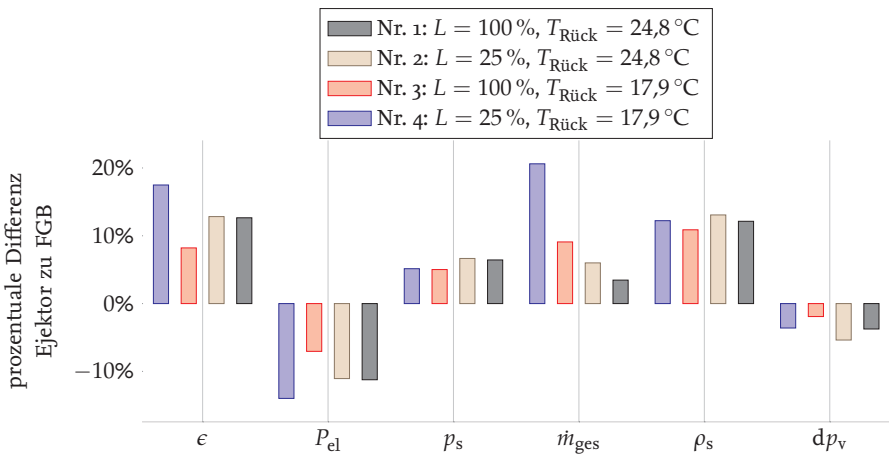 Nr. 1: L = 100 %, T_Rück = 24,8 °C
Nr. 2: L = 25 %, T_Rück = 24,8 °C
Nr. 3: L = 100 %, T_Rück = 17,9 °C
Nr. 4: L = 25 %, T_Rück = 17,9 °C
prozentuale Differenz
Ejektor zu FGB
20%
10%
0%
−10%
ϵ P_el p_s ṁ_ges ρ_s dp_v